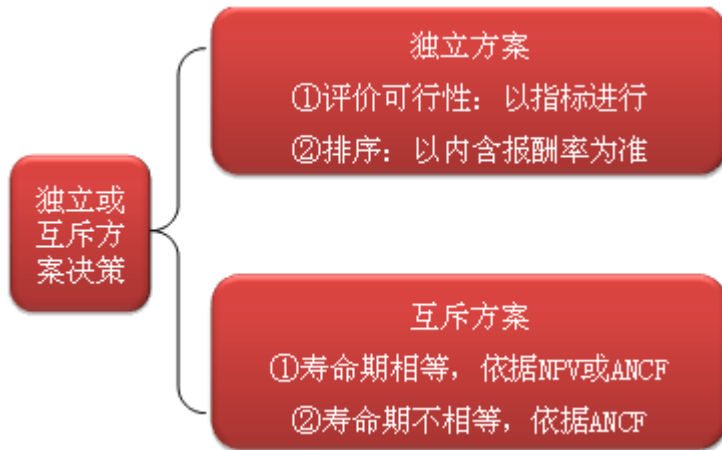 独立或
互斥方
案决策
独立方案
①评价可行性：以指标进行
②排序：以内含报酬率为准
互斥方案
①寿命期相等，依据NPV或ANCF
②寿命期不相等，依据ANCF